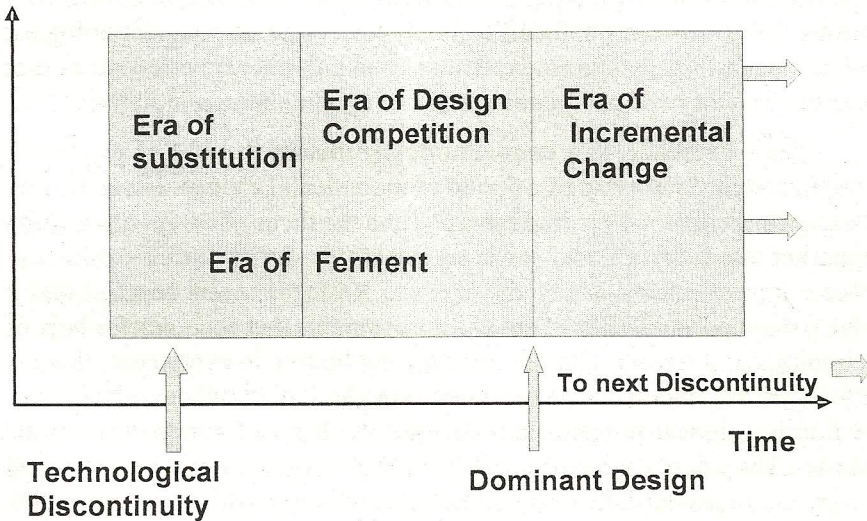 Era of
substitution
Era of Design
Competition
Era of
Incremental
Change
Era of Ferment
To next Discontinuity
Time
Technological
Discontinuity
Dominant Design